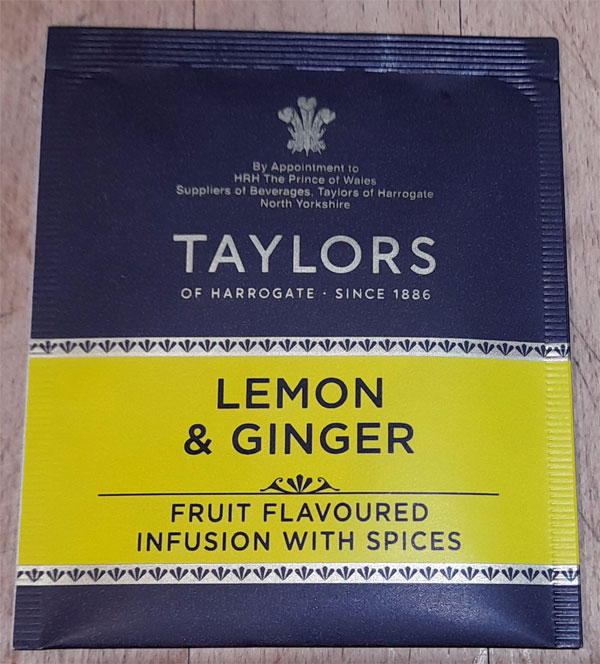 By Appointment to
HRH The Prince of Wales
Suppliers of Beverages, Taylors of Harrogate
North Yorkshire
TAYLORS
OF HARROGATE · SINCE 1886
LEMON
& GINGER
FRUIT FLAVOURED
INFUSION WITH SPICES